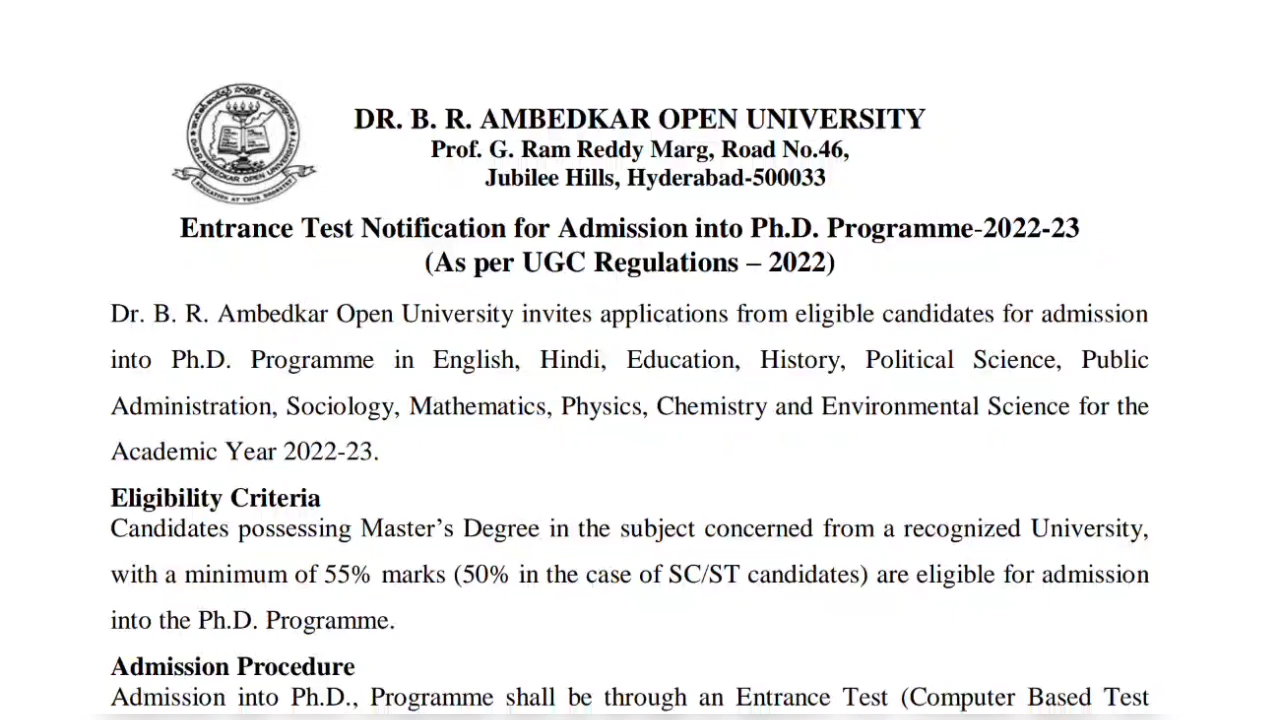 DR. B. R. AMBEDKAR OPEN UNIVERSITY
Prof. G. Ram Reddy Marg, Road No.46,
Jubilee Hills, Hyderabad-500033
Entrance Test Notification for Admission into Ph.D. Programme-2022-23
(As per UGC Regulations – 2022)
Dr. B. R. Ambedkar Open University invites applications from eligible candidates for admission
into Ph.D. Programme in English, Hindi, Education, History, Political Science, Public
Administration, Sociology, Mathematics, Physics, Chemistry and Environmental Science for the
Academic Year 2022-23.
Eligibility Criteria
Candidates possessing Master’s Degree in the subject concerned from a recognized University,
with a minimum of 55% marks (50% in the case of SC/ST candidates) are eligible for admission
into the Ph.D. Programme.
Admission Procedure
Admission into Ph.D., Programme shall be through an Entrance Test (Computer Based Test